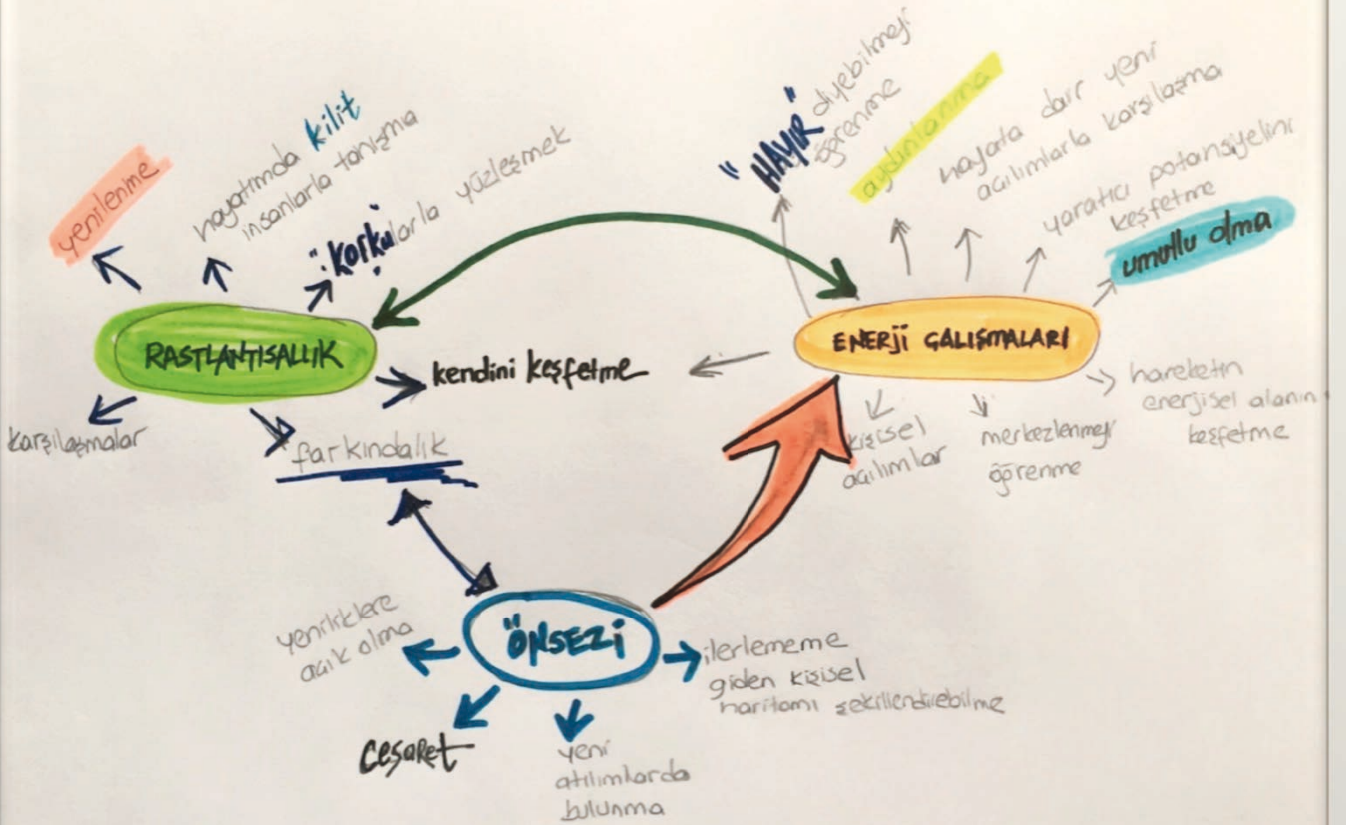 yenilenme
hayatımda kilit
insanlarla tanışma
"korku"larla yüzleşmek
"HAYIR" diyebilmeyi
öğrenme
aydınlanma
hayata dair yeni
açılımlarla karşılaşma
yaratıcı potansiyelini
keşfetme
umutlu olma
RASTLANTISALLIK
ENERJİ ÇALIŞMALARI
kendini keşfetme
karşılaşmalar
farkındalık
kişisel
açılımlar
merkezlenmeyi
öğrenme
hareketin
enerjisel alanın
keşfetme
ÖNSEZİ
yeniliklere
açık olma
cesaret
yeni
atılımlarda
bulunma
ilerlememe
giden kişisel
haritamı şekillendirebilme